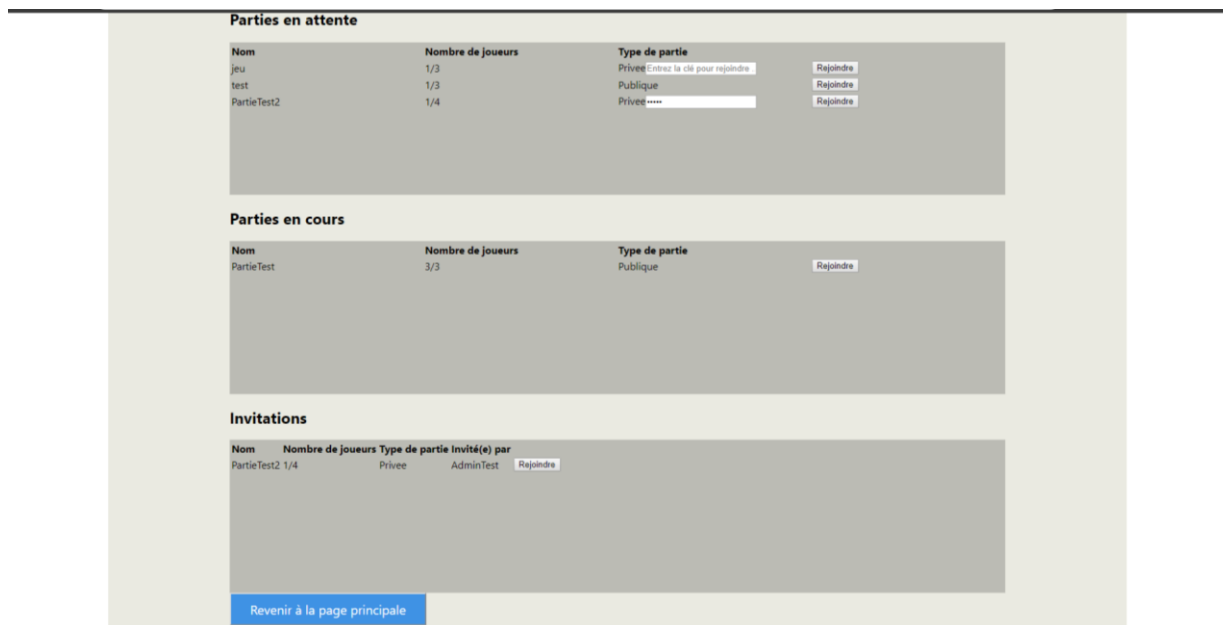 Parties en attente
Nom Nombre de joueurs Type de partie
jeu 1/3 Privee Entrez la clé pour rejoindre . Rejoindre
test 1/3 Publique Rejoindre
PartieTest2 1/4 Privee ••••• Rejoindre
Parties en cours
Nom Nombre de joueurs Type de partie
PartieTest 3/3 Publique Rejoindre
Invitations
Nom Nombre de joueurs Type de partie Invité(e) par
PartieTest2 1/4 Privee AdminTest Rejoindre
Revenir à la page principale